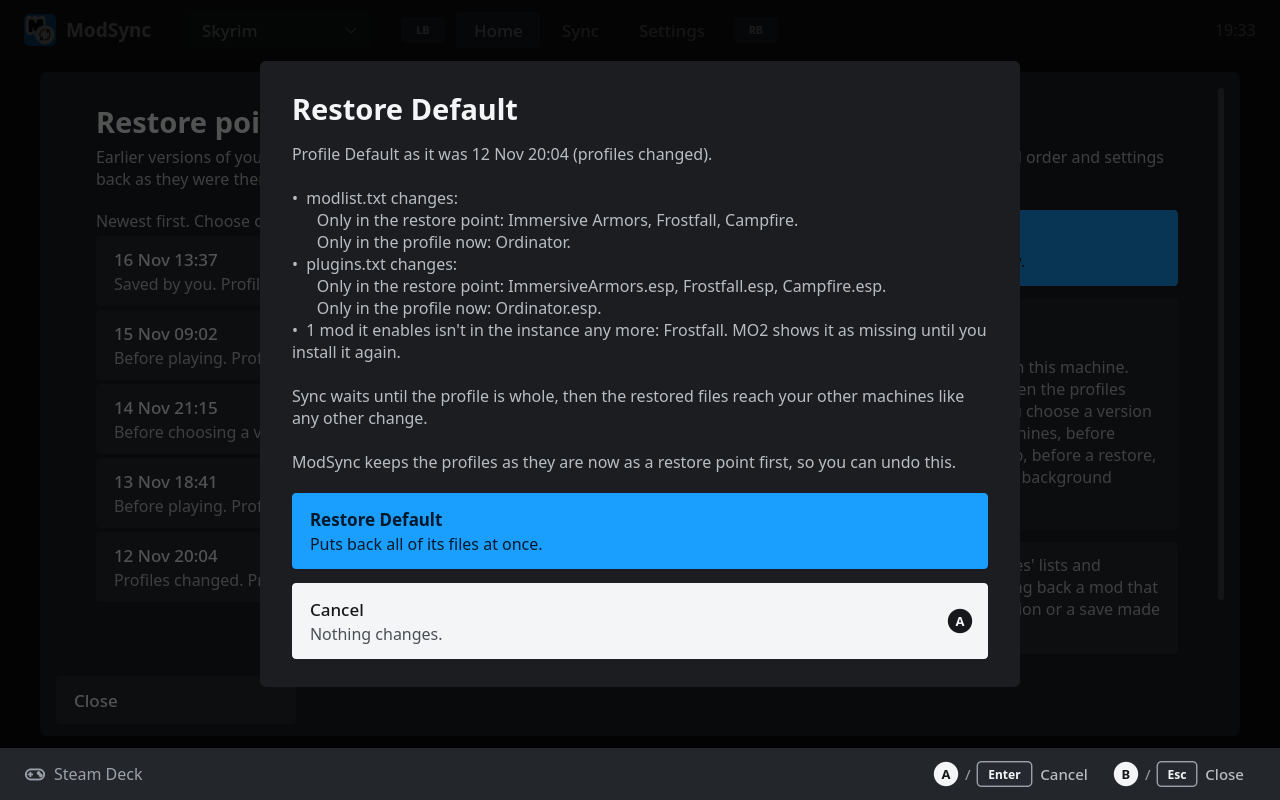 ModSync
Skyrim
LB
Home
Sync
Settings
RB
19:33
Restore poi
Earlier versions of you
back as they were the
Newest first. Choose
16 Nov 13:37
Saved by you. Profil
15 Nov 09:02
Before playing. Prof
14 Nov 21:15
Before choosing a v
13 Nov 18:41
Before playing. Prof
12 Nov 20:04
Profiles changed. Pr
Close
order and settings
this machine.
en the profiles
choose a version
hines, before
, before a restore,
background
es' lists and
ng back a mod that
ion or a save made
Restore Default
Profile Default as it was 12 Nov 20:04 (profiles changed).
• modlist.txt changes:
Only in the restore point: Immersive Armors, Frostfall, Campfire.
Only in the profile now: Ordinator.
• plugins.txt changes:
Only in the restore point: ImmersiveArmors.esp, Frostfall.esp, Campfire.esp.
Only in the profile now: Ordinator.esp.
• 1 mod it enables isn't in the instance any more: Frostfall. MO2 shows it as missing until you
install it again.
Sync waits until the profile is whole, then the restored files reach your other machines like
any other change.
ModSync keeps the profiles as they are now as a restore point first, so you can undo this.
Restore Default
Puts back all of its files at once.
Cancel
Nothing changes.
A
Steam Deck
A / Enter Cancel
B / Esc Close